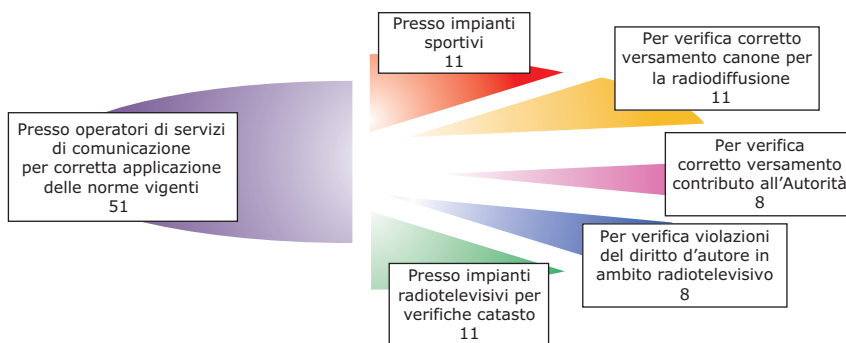 Presso impianti
sportivi
11
Per verifica corretto
versamento canone per
la radiodiffusione
11
Presso operatori di servizi
di comunicazione
per corretta applicazione
delle norme vigenti
51
Per verifica
corretto versamento
contributo all'Autorità
8
Per verifica violazioni
del diritto d'autore in
ambito radiotelevisivo
8
Presso impianti
radiotelevisivi per
verifiche catasto
11